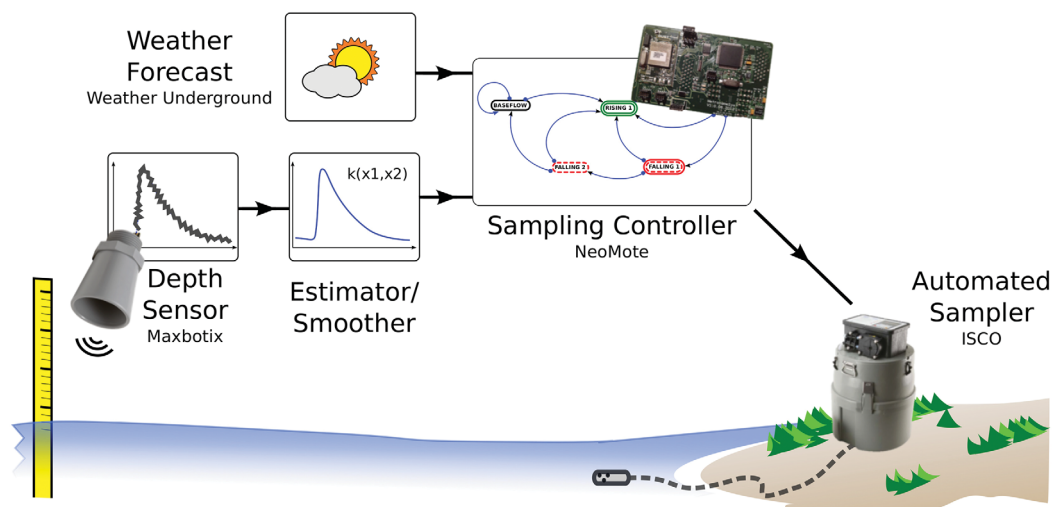 Weather
Forecast
Weather Underground
BASEFLOW
RISING 1
FALLING 2
FALLING 1
k(x1,x2)
Sampling Controller
NeoMote
Depth
Sensor
Maxbotix
Estimator/
Smoother
Automated
Sampler
ISCO